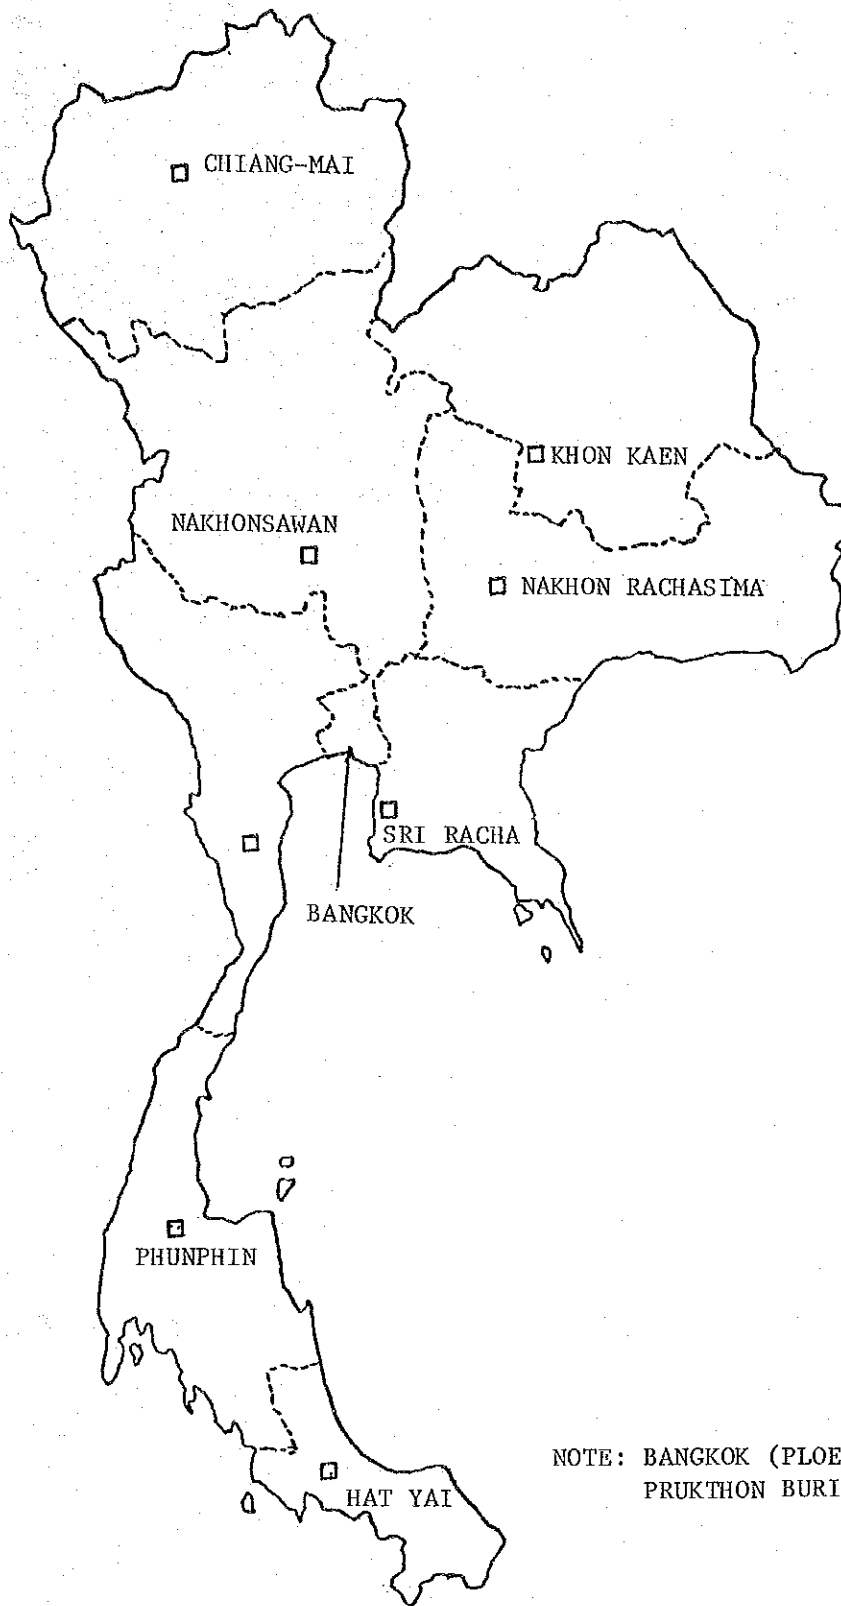 CHIANG-MAI
KHON KAEN
NAKHONSAWAN
NAKHON RACHASIMA
SRI RACHA
BANGKOK
PHUNPHIN
NOTE: BANGKOK (PLOE
PRUKTHON BURI
HAT YAI